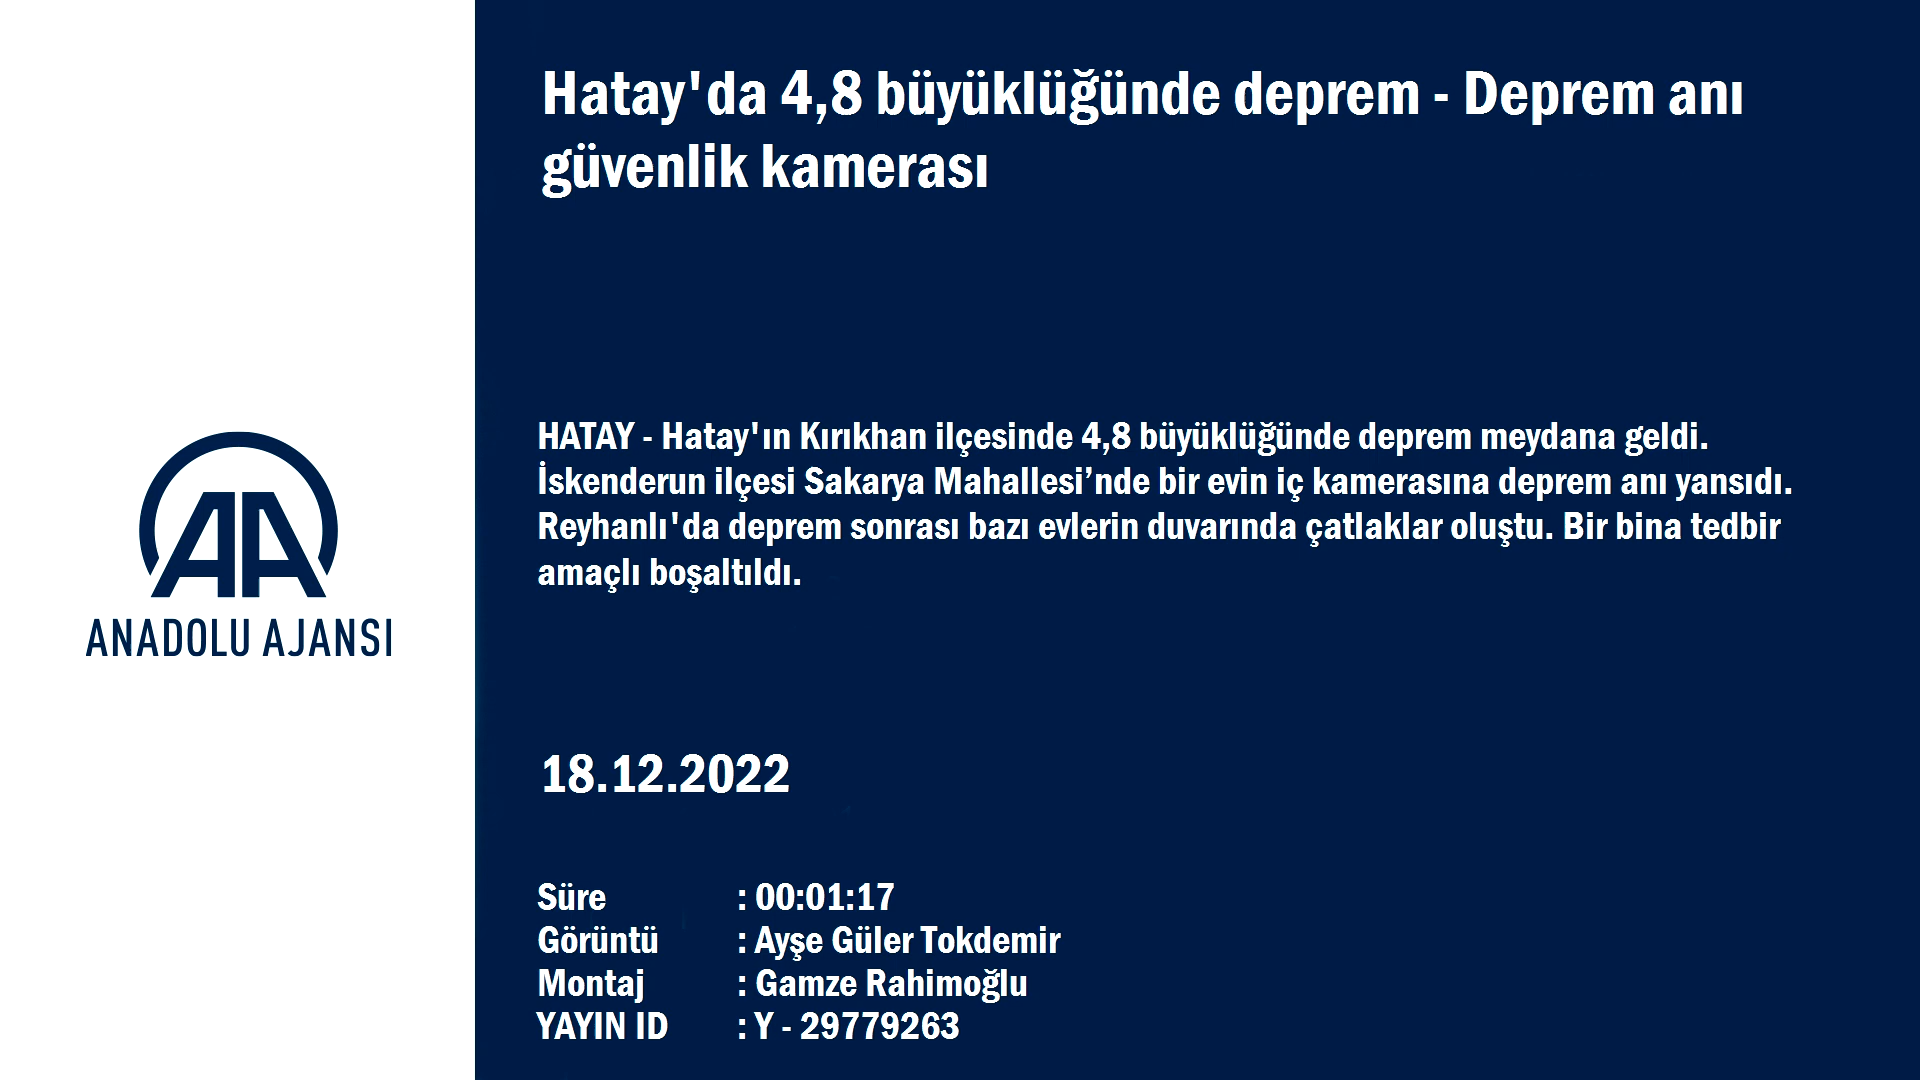 Hatay'da 4,8 büyüklüğünde deprem - Deprem anı
güvenlik kamerası
HATAY - Hatay'ın Kırıkhan ilçesinde 4,8 büyüklüğünde deprem meydana geldi.
İskenderun ilçesi Sakarya Mahallesi’nde bir evin iç kamerasına deprem anı yansıdı.
Reyhanlı'da deprem sonrası bazı evlerin duvarında çatlaklar oluştu. Bir bina tedbir
amaçlı boşaltıldı.
AA
ANADOLU AJANSI
18.12.2022
Süre : 00:01:17
Görüntü : Ayşe Güler Tokdemir
Montaj : Gamze Rahimoğlu
YAYIN ID : Y - 29779263